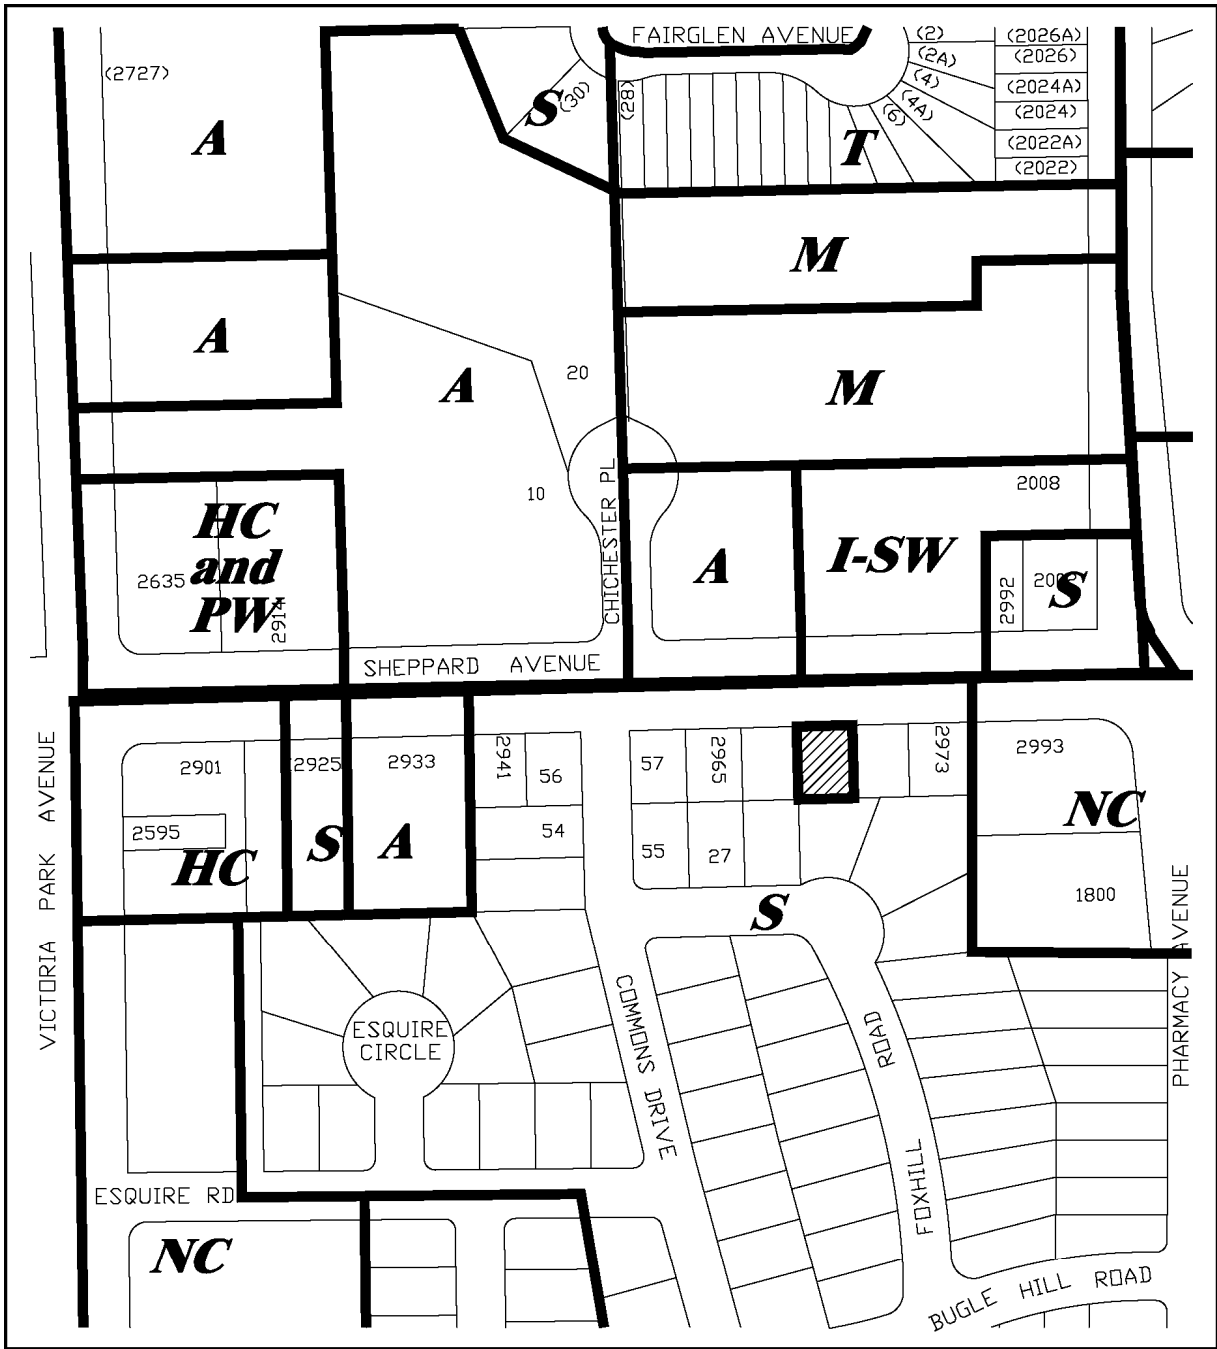 FAIRGLEN AVENUE
(2)
(2026A)
(2A)
(2026)
(2727)
(4)
(2024A)
S
(30)
(28)
(4A)
(2024)
(6)
A
T
(2022A)
(2022)
M
A
20
A
M
10
CHICHESTER PL
2008
HC
and
PW
2635
2914
A
I-SW
2992
S
SHEPPARD AVENUE
VICTORIA PARK AVENUE
2901
2925
2933
2941
56
57
2965
2973
2993
2595
HC
S
A
54
55
27
NC
1800
S
PHARMACY AVENUE
ESQUIRE
CIRCLE
COMMONS DRIVE
FOXHILL ROAD
ESQUIRE RD
NC
BUGLE HILL ROAD